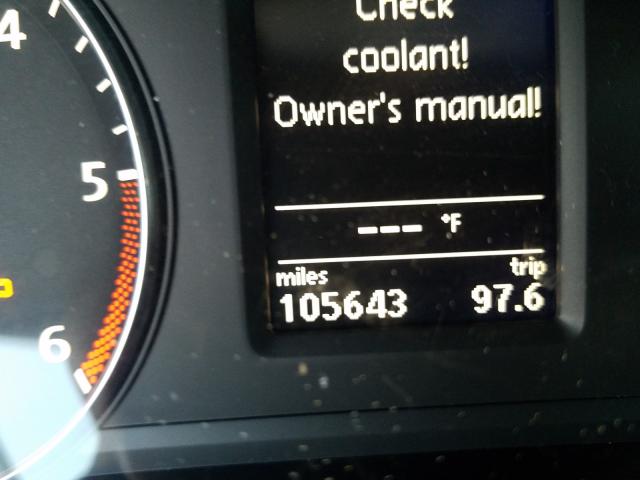 4
5
6
Check
coolant!
Owner's manual!
--- °F
miles trip
105643 97.6